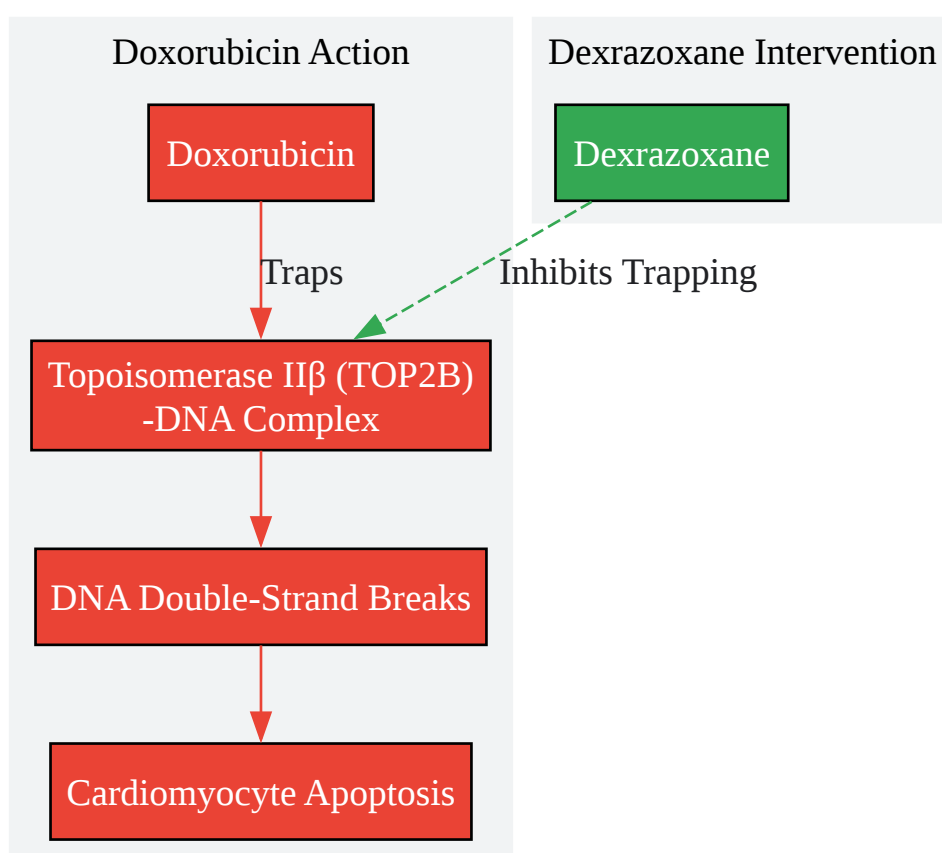 Doxorubicin Action
Dexrazoxane Intervention
Doxorubicin
Dexrazoxane
Traps
Inhibits Trapping
Topoisomerase IIβ (TOP2B)
-DNA Complex
DNA Double-Strand Breaks
Cardiomyocyte Apoptosis